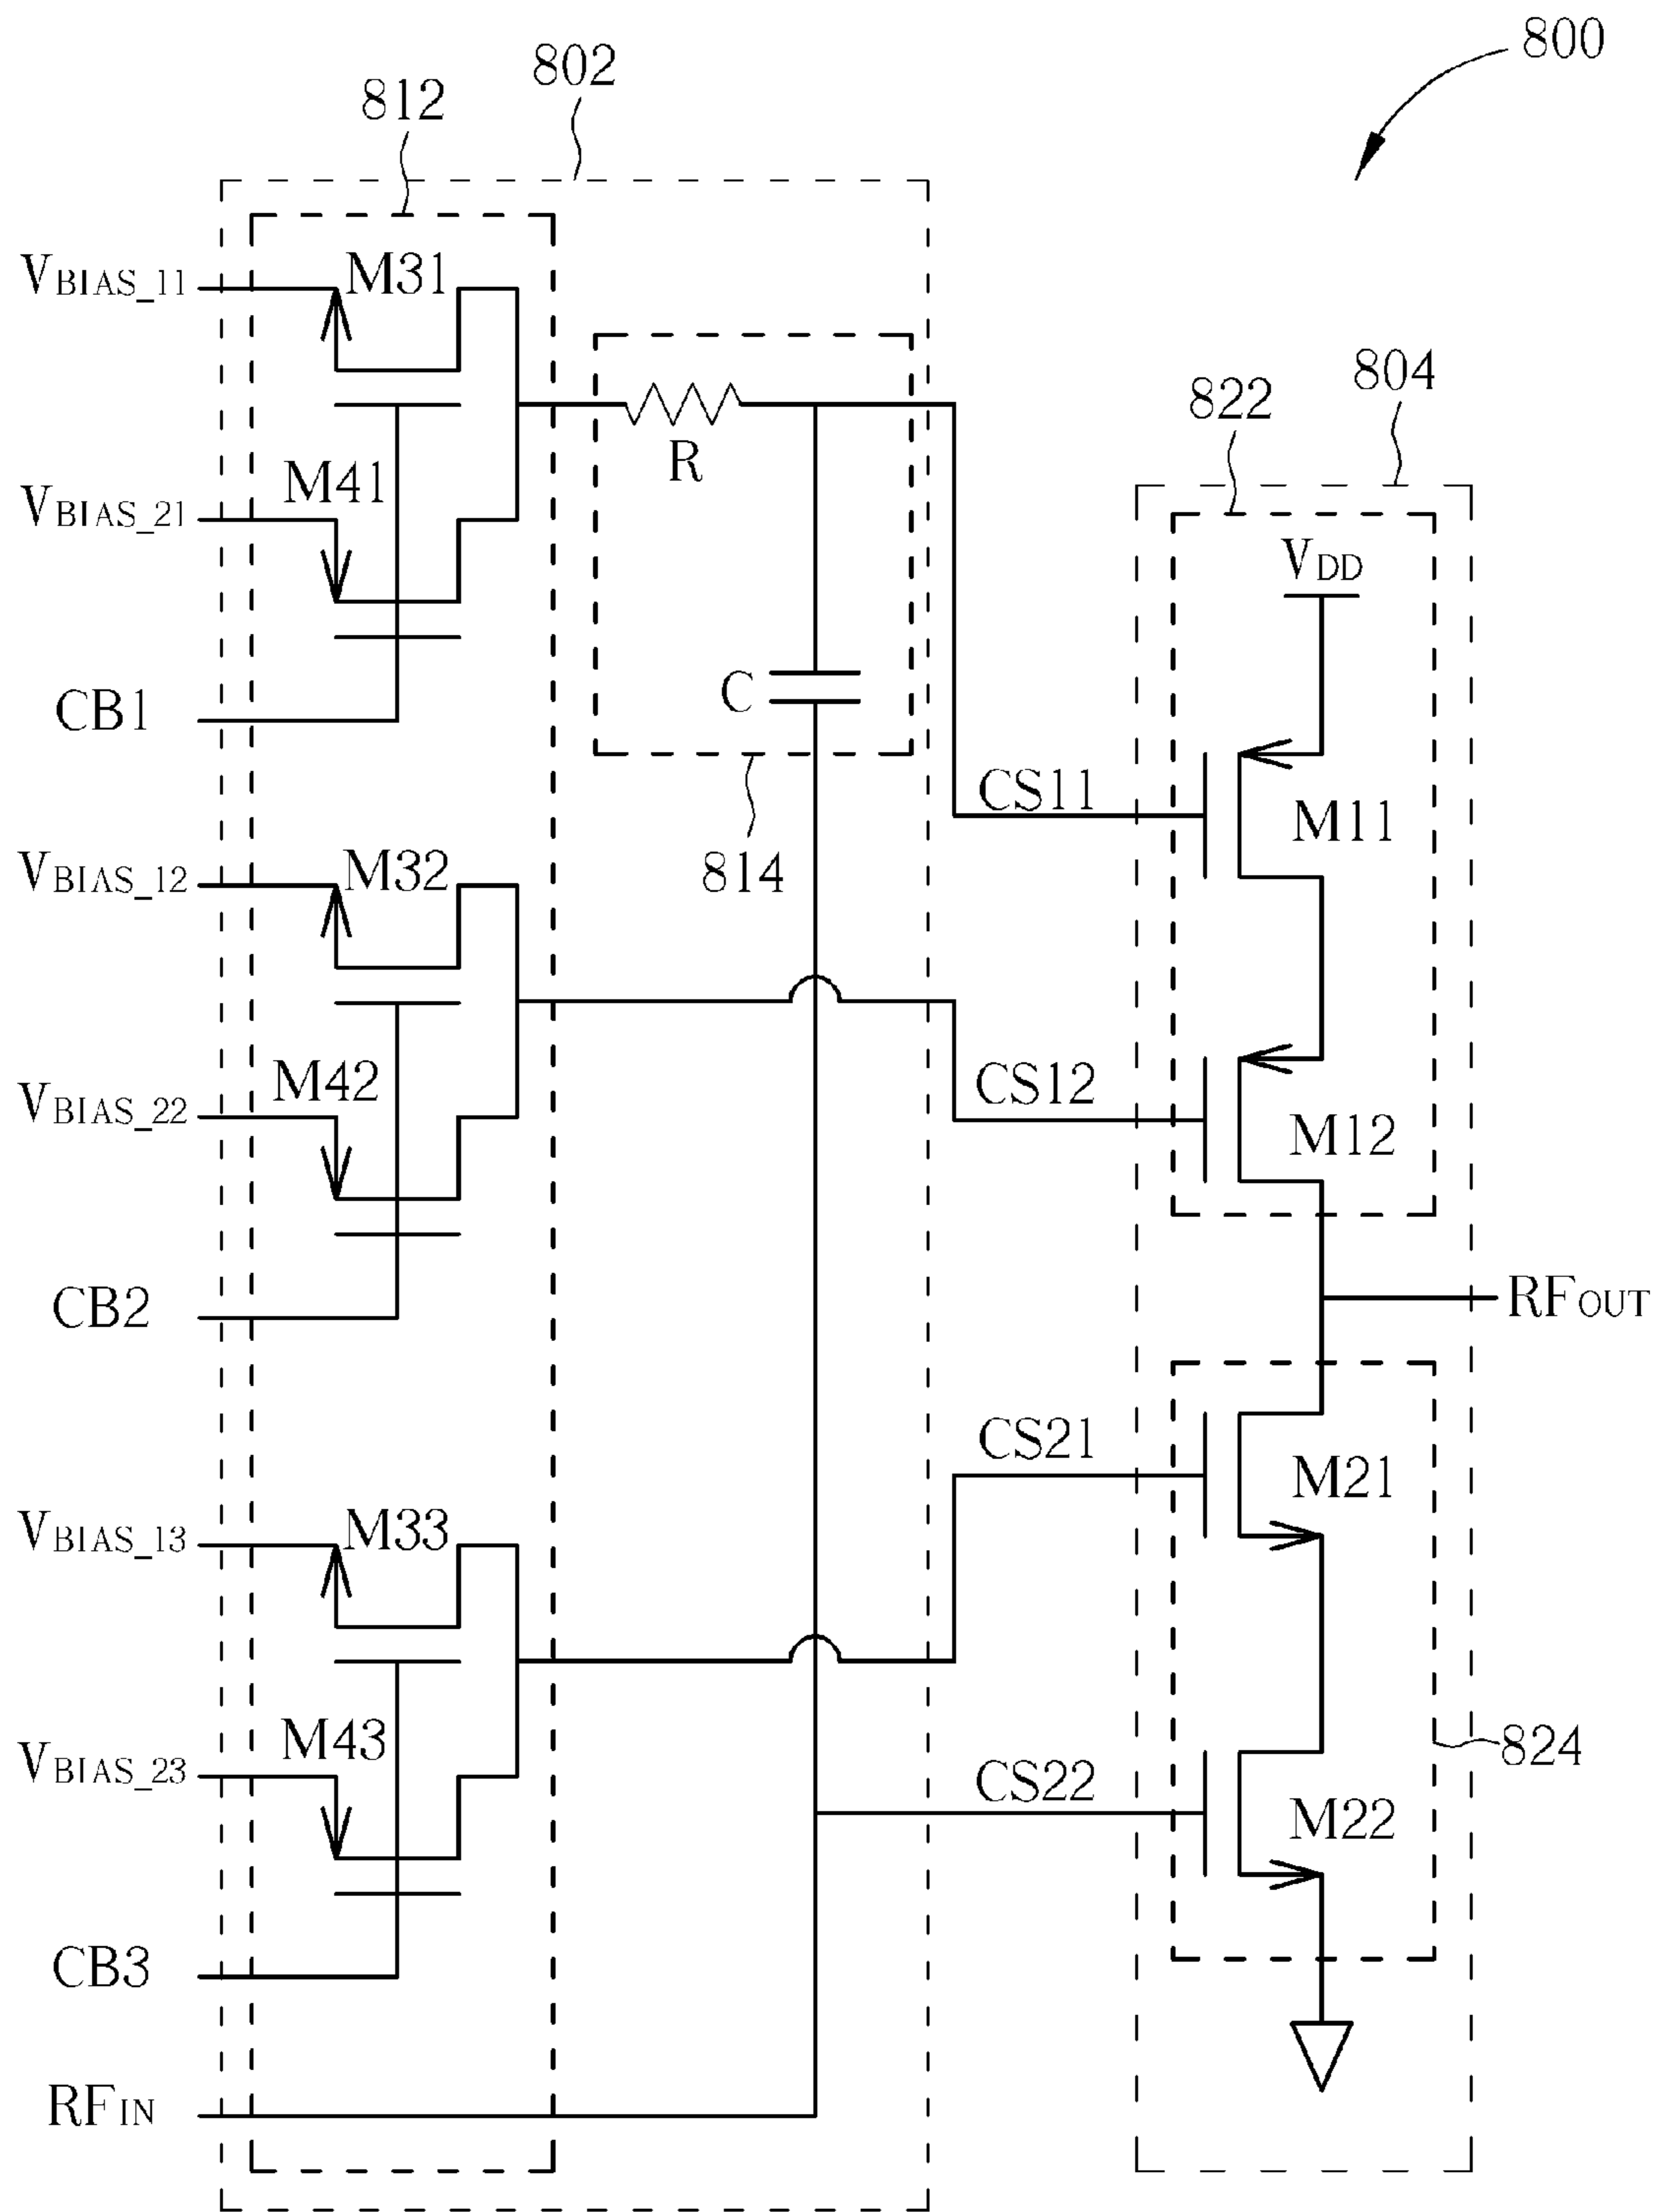 800
802
812
VBIAS_11
M31
804
822
R
M41
VBIAS_21
VDD
C
CB1
CS11
M11
814
VBIAS_12
M32
M42
CS12
VBIAS_22
M12
CB2
RFOUT
CS21
M21
VBIAS_13
M33
M43
824
VBIAS_23
CS22
M22
CB3
RFIN